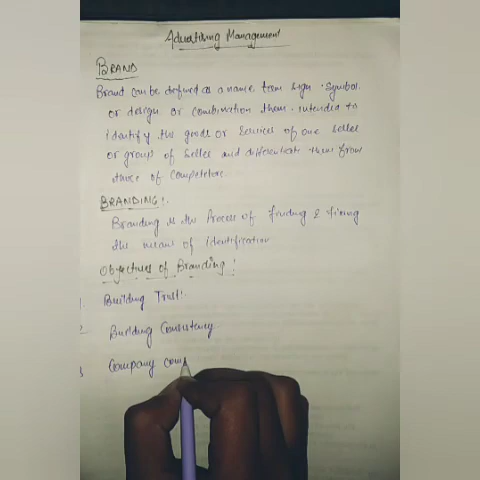 Advertising Management
BRAND
Brand can be defined as a name, term sign, symbol
or design or combination them. intended to
identify the goods or services of one seller
or group of seller and differentiate them from
those of competetors.
BRANDING:
Branding is the Process of finding & fixing
the means of identification
Objectives of Branding:
1. Building Trust:
2 Building Consistency
3 Company com